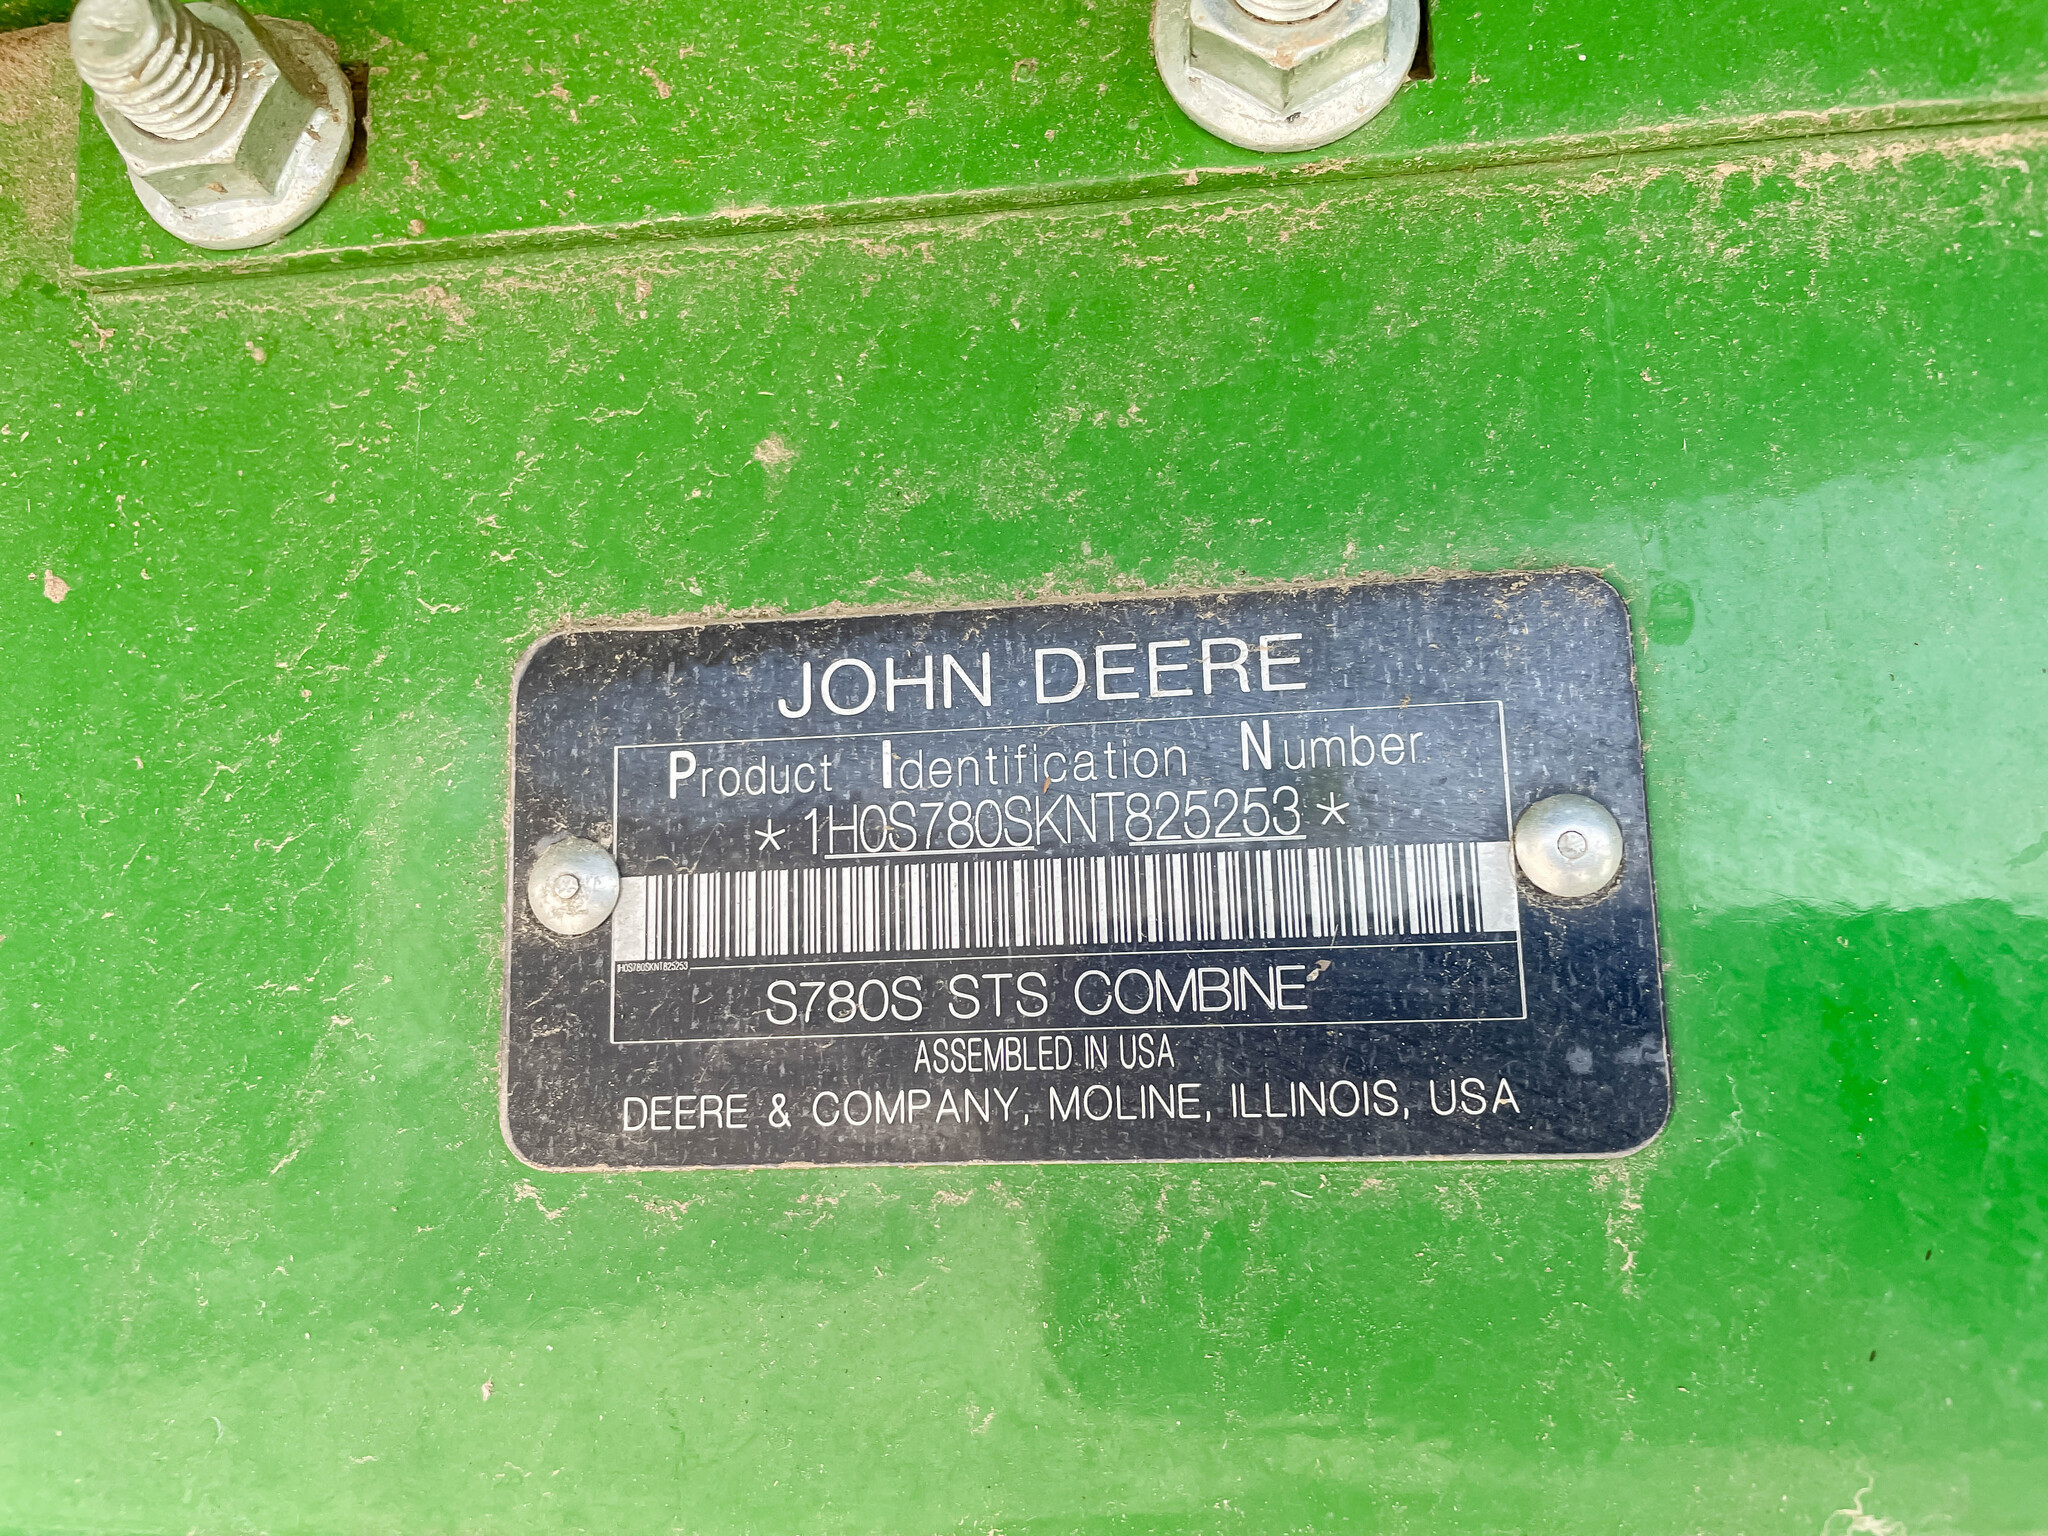 JOHN DEERE
Product Identification Number
*1H0S780SKNT825253*
1H0S780SKNT825253
S780S STS COMBINE
ASSEMBLED IN USA
DEERE & COMPANY, MOLINE, ILLINOIS, USA